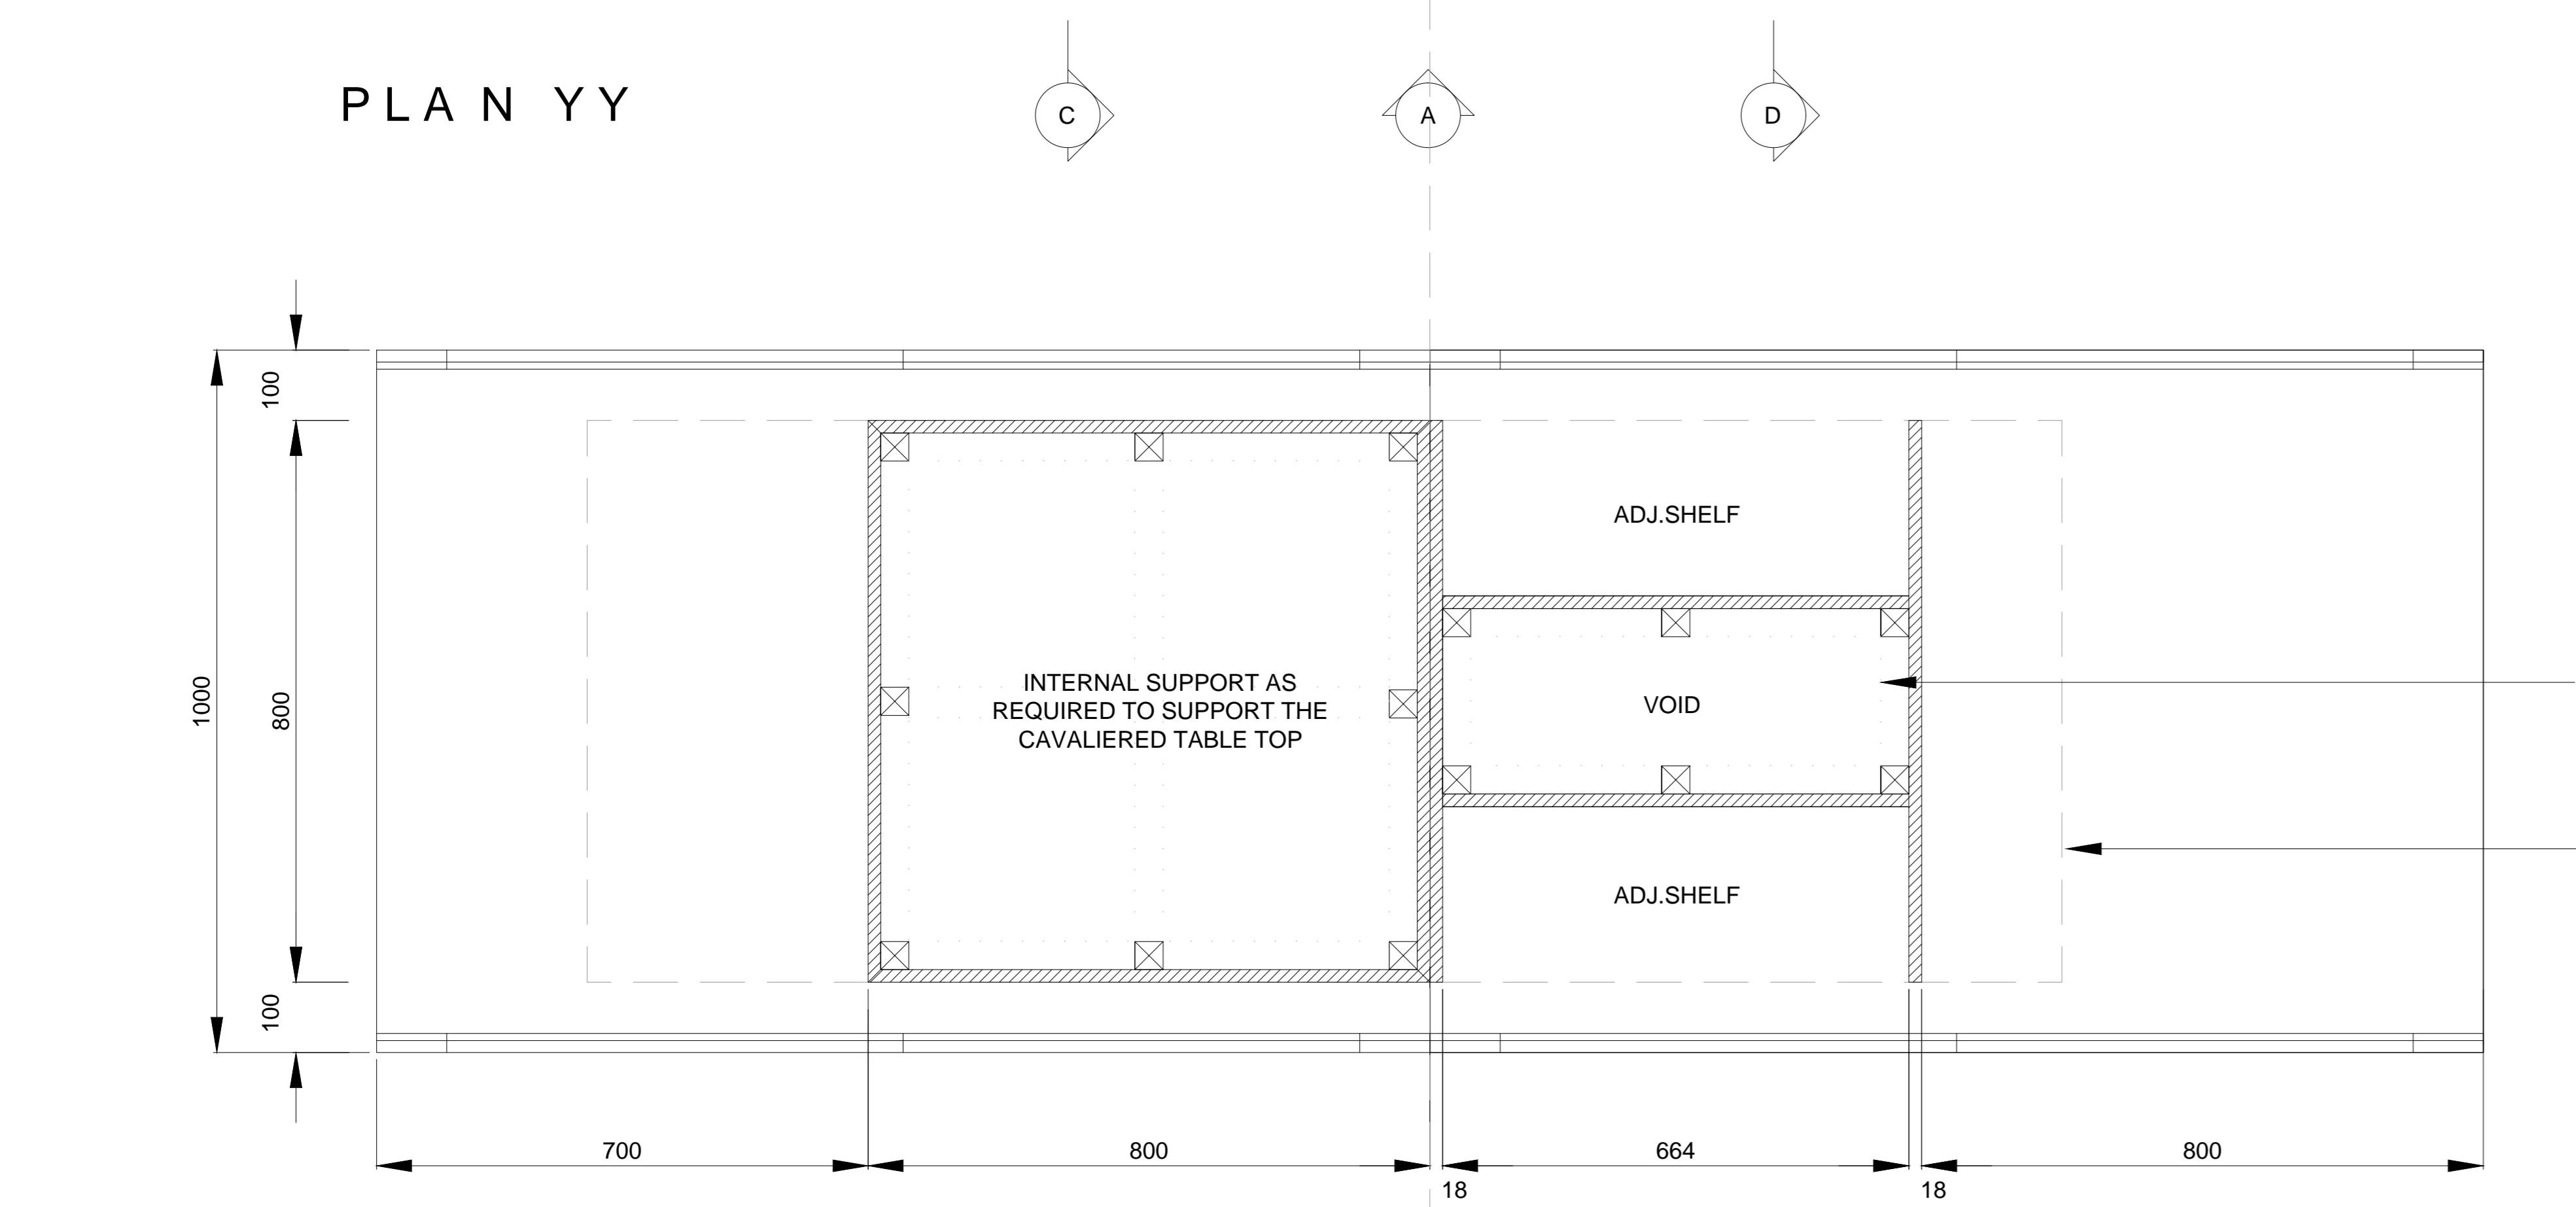 PLAN YY
C
A
D
100
1000
800
100
ADJ.SHELF
INTERNAL SUPPORT AS
REQUIRED TO SUPPORT THE
CAVALIERED TABLE TOP
VOID
ADJ.SHELF
700
800
664
800
18
18